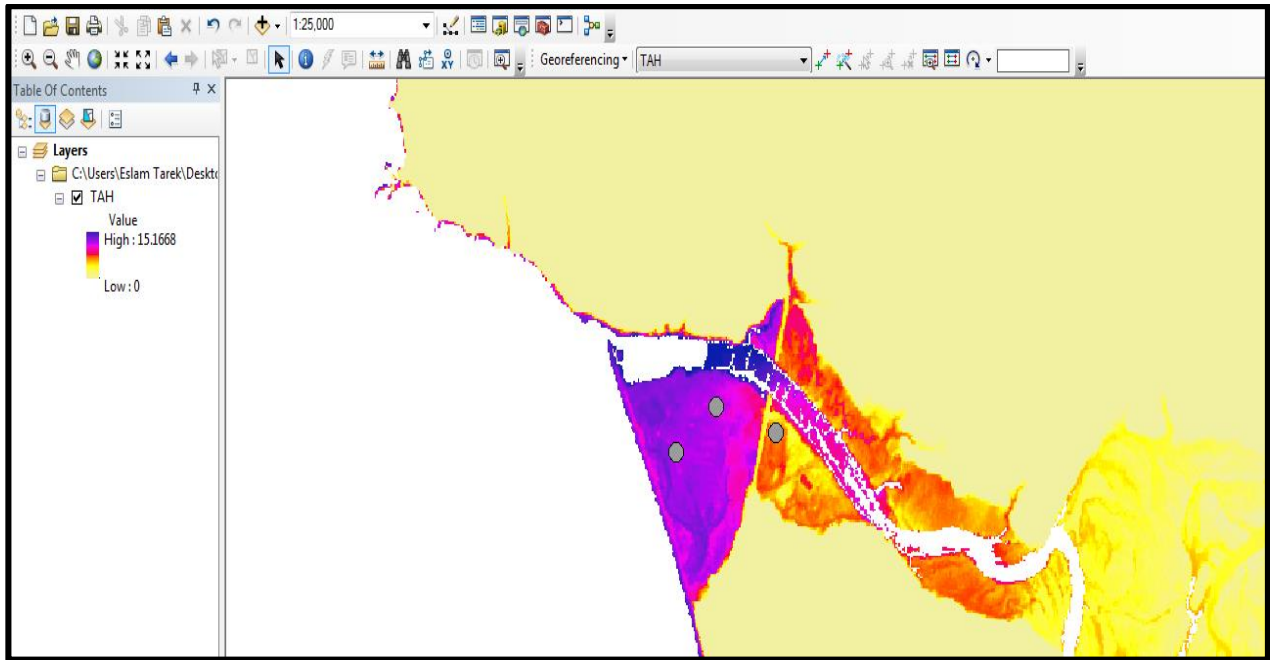 1:25,000
Georeferencing
TAH
Table Of Contents
Layers
C:\Users\Eslam Tarek\Deskto
TAH
Value
High : 15.1668
Low : 0